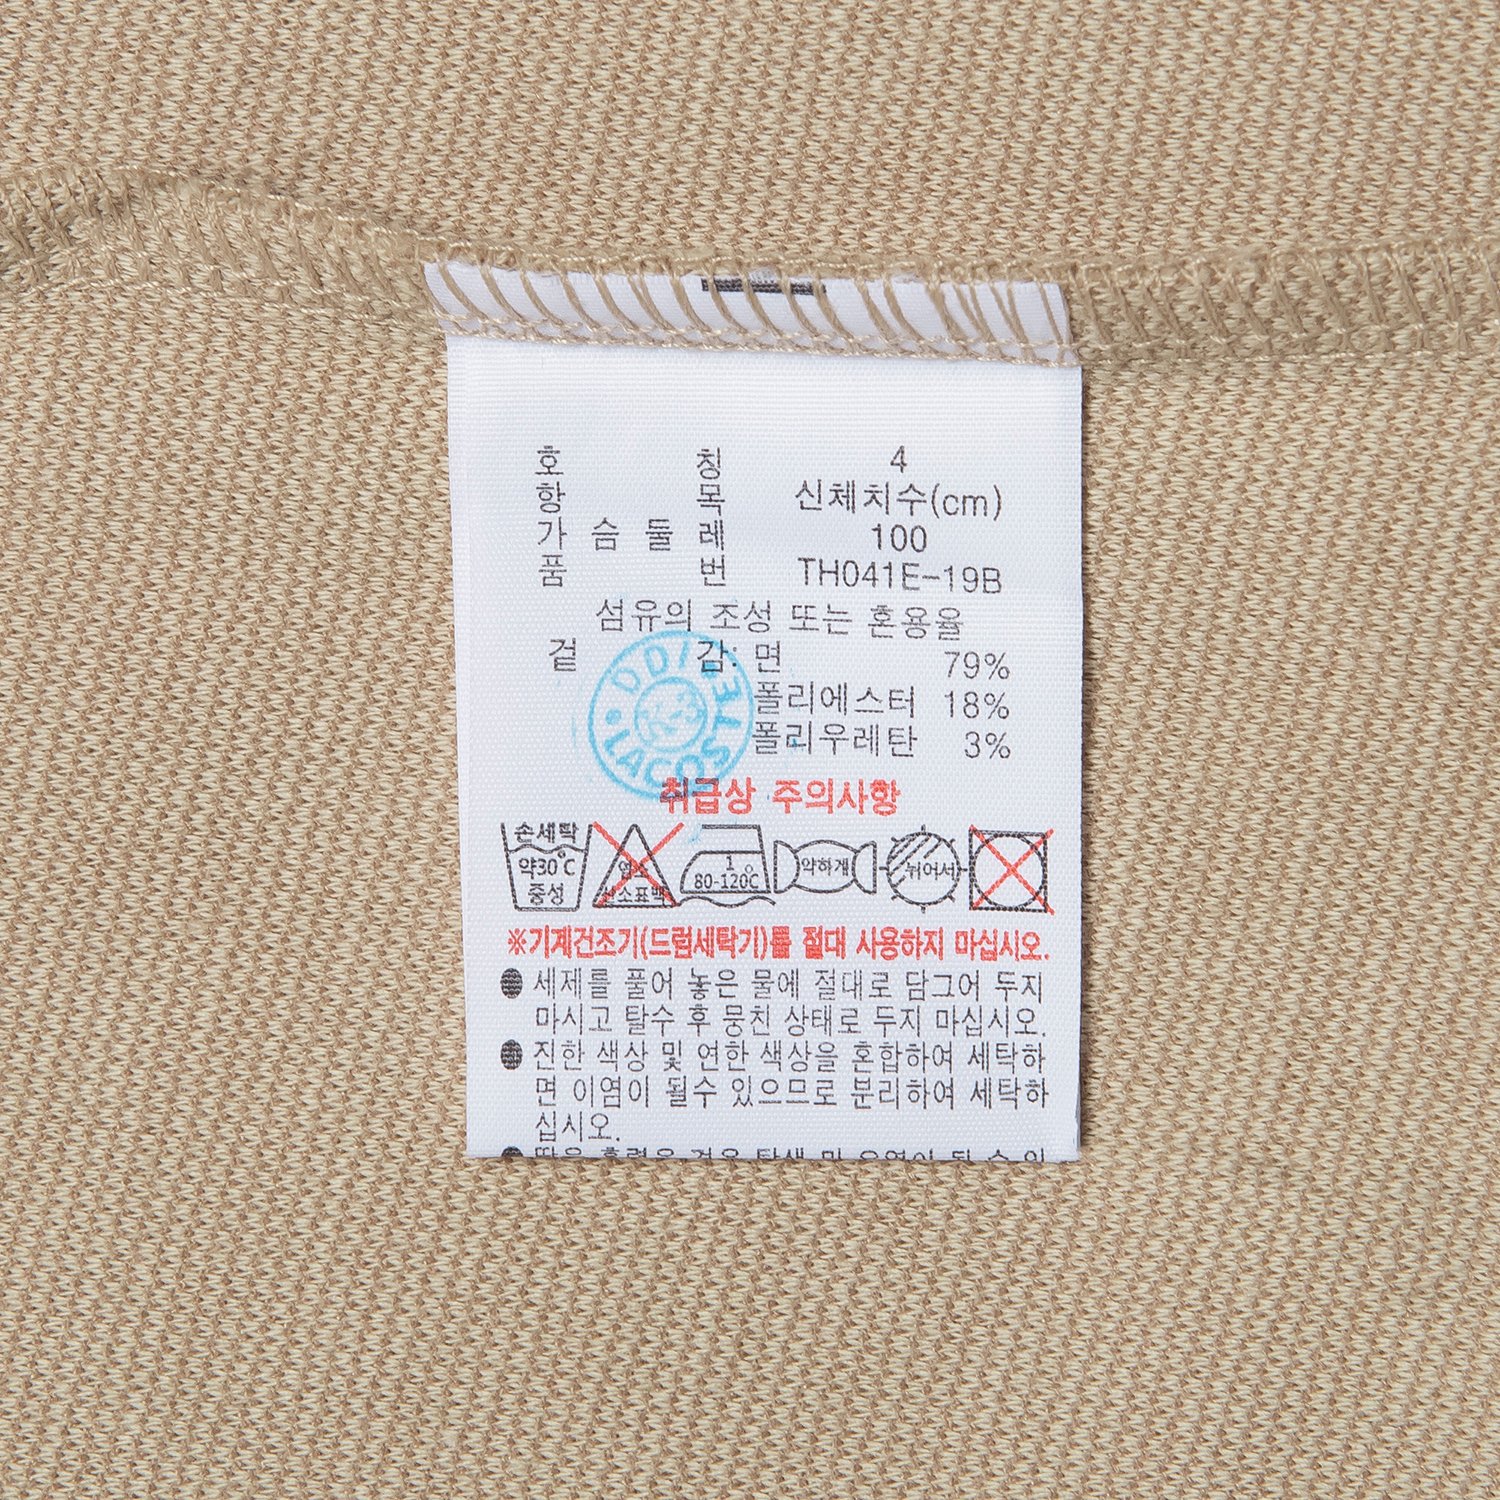 호 칭 4
항 목 신체치수(cm)
가 슴 둘 레 100
품 번 TH041E-19B
섬유의 조성 또는 혼용율
겉 감: 면 79%
폴리에스터 18%
폴리우레탄 3%
DDI
LACOSTE
취급상 주의사항
손세탁
약30℃
중성
염소
산소표백
1
80-120℃
약하게
뉘어서
※기계건조기(드럼세탁기)를 절대 사용하지 마십시오.
● 세제를 풀어 놓은 물에 절대로 담그어 두지
마시고 탈수 후 뭉친 상태로 두지 마십시오.
● 진한 색상 및 연한 색상을 혼합하여 세탁하
면 이염이 될수 있으므로 분리하여 세탁하
십시오.